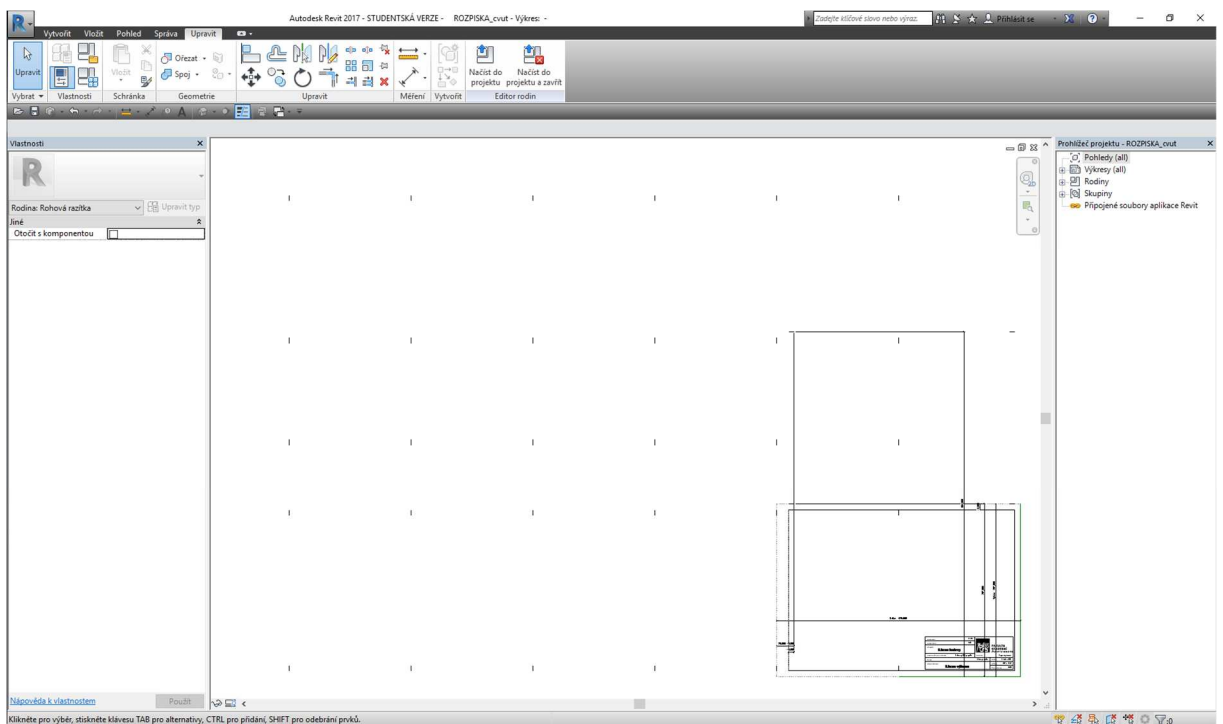 Autodesk Revit 2017 - STUDENTSKÁ VERZE - ROZPISKA_cvut - Výkres: -
Zadejte klíčové slovo nebo výraz.
Přihlásit se
Vytvořit Vložit Pohled Správa Upravit
Upravit
Vložit
Ořezat
Spoj
Načíst do projektu
Načíst do projektu a zavřít
Vybrat Vlastnosti Schránka Geometrie Upravit Měření Vytvořit Editor rodin
Vlastnosti
Rodina: Rohová razítka
Upravit typ
Jiné
Otočit s komponentou
Nápověda k vlastnostem
Použít
Prohlížeč projektu - ROZPISKA_cvut
Pohledy (all)
Výkresy (all)
Rodiny
Skupiny
Připojené soubory aplikace Revit
Klikněte pro výběr, stiskněte klávesu TAB pro alternativy, CTRL pro přidání, SHIFT pro odebrání prvků.
:0